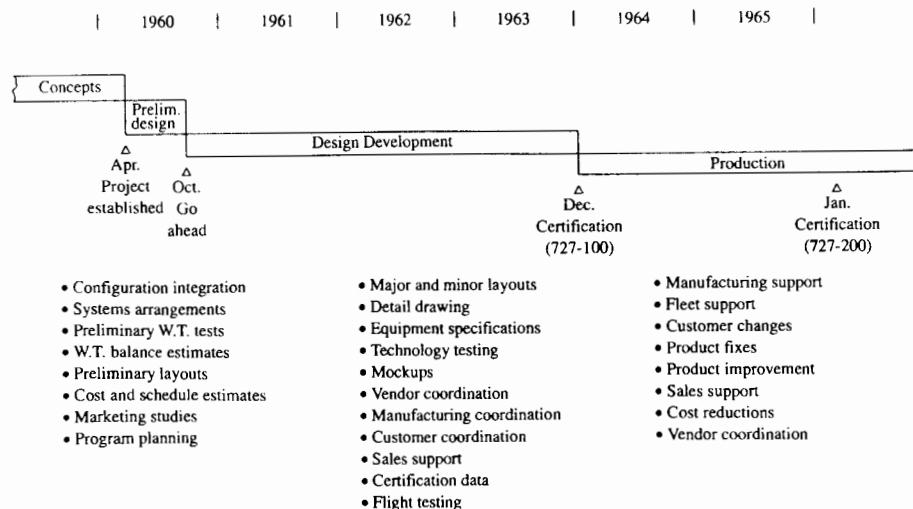 | 1960 | 1961 | 1962 | 1963 | 1964 | 1965 |
Concepts
Prelim.
design
Design Development
Production
Apr.
Project
established
Oct.
Go
ahead
Dec.
Certification
(727-100)
Jan.
Certification
(727-200)
• Configuration integration
• Systems arrangements
• Preliminary W.T. tests
• W.T. balance estimates
• Preliminary layouts
• Cost and schedule estimates
• Marketing studies
• Program planning
• Major and minor layouts
• Detail drawing
• Equipment specifications
• Technology testing
• Mockups
• Vendor coordination
• Manufacturing coordination
• Customer coordination
• Sales support
• Certification data
• Flight testing
• Manufacturing support
• Fleet support
• Customer changes
• Product fixes
• Product improvement
• Sales support
• Cost reductions
• Vendor coordination